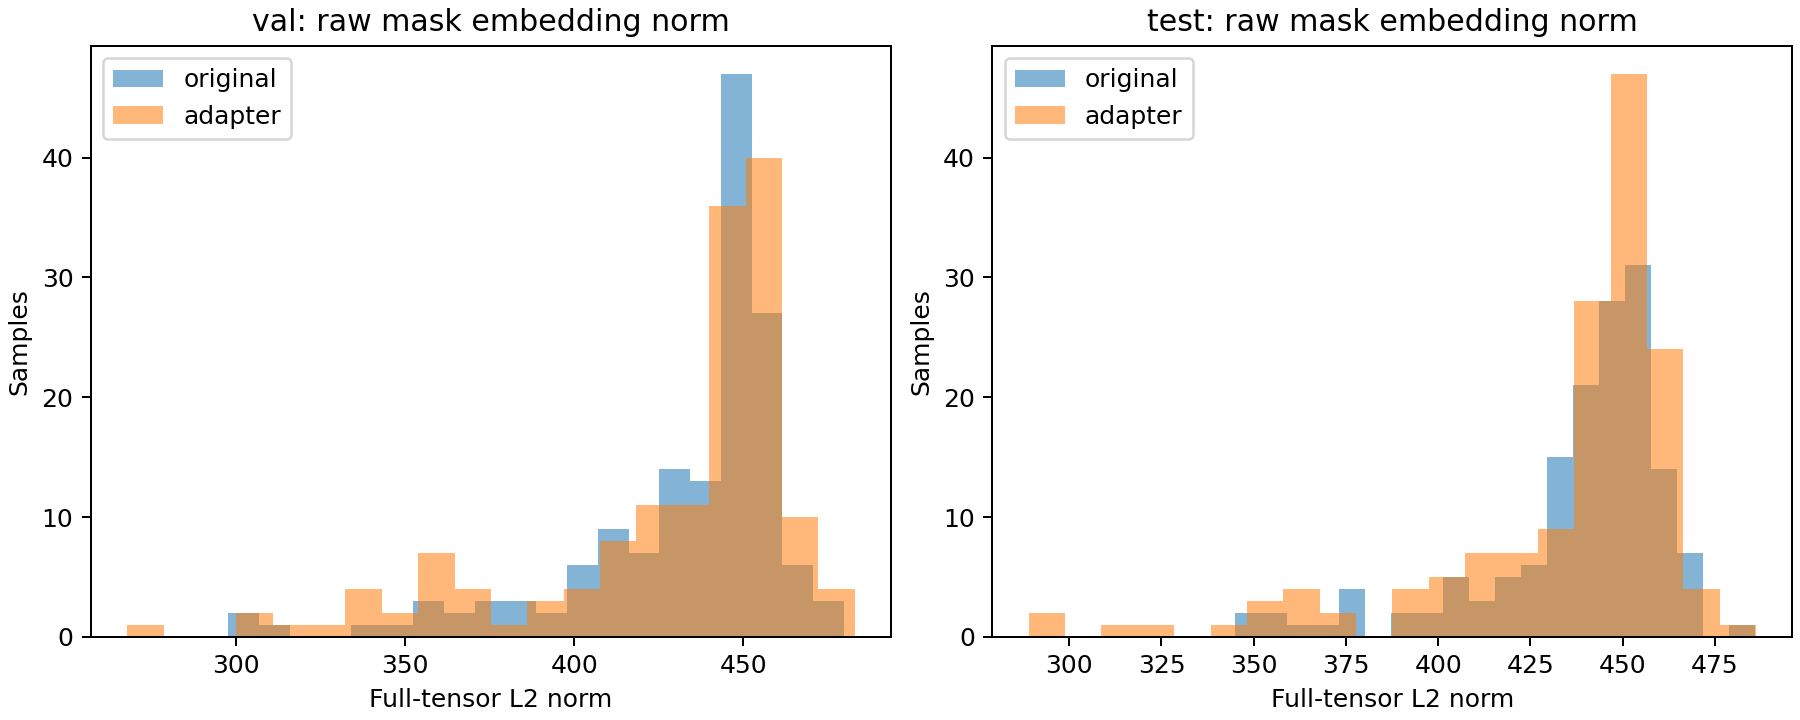 val: raw mask embedding norm
original
adapter
Samples
0
10
20
30
40
300
350
400
450
Full-tensor L2 norm
test: raw mask embedding norm
original
adapter
Samples
0
10
20
30
40
300
325
350
375
400
425
450
475
Full-tensor L2 norm